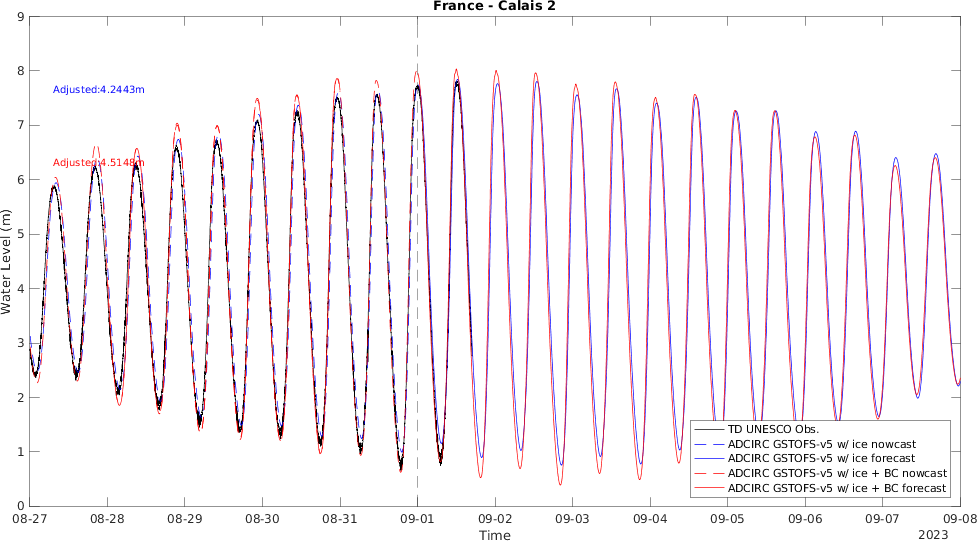 France - Calais 2
9
8
7
6
5
4
3
2
1
0
Water Level (m)
Adjusted:4.2443m
Adjusted:4.5148m
TD UNESCO Obs.
ADCIRC GSTOFS-v5 w/ ice nowcast
ADCIRC GSTOFS-v5 w/ ice forecast
ADCIRC GSTOFS-v5 w/ ice + BC nowcast
ADCIRC GSTOFS-v5 w/ ice + BC forecast
08-27 08-28 08-29 08-30 08-31 09-01 09-02 09-03 09-04 09-05 09-06 09-07 09-08
Time
2023